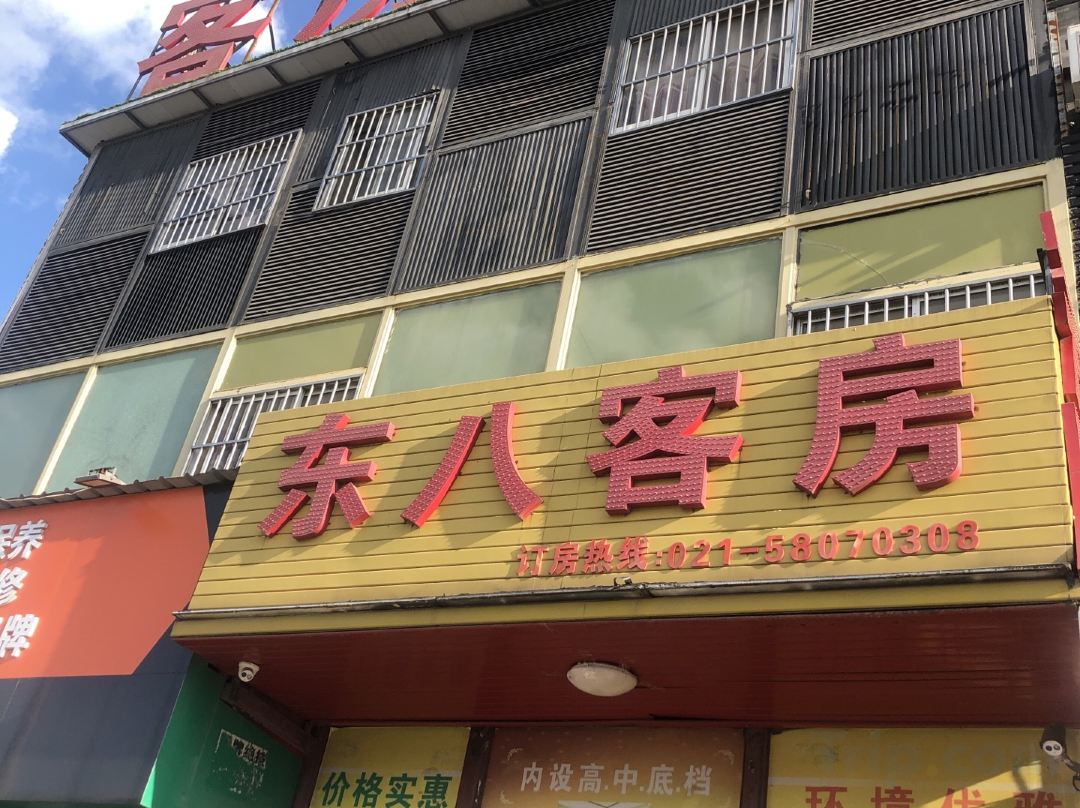 客
东八客房
订房热线:021-58070308
保养
修
牌
价格实惠
内设高.中.底.档
环境优雅